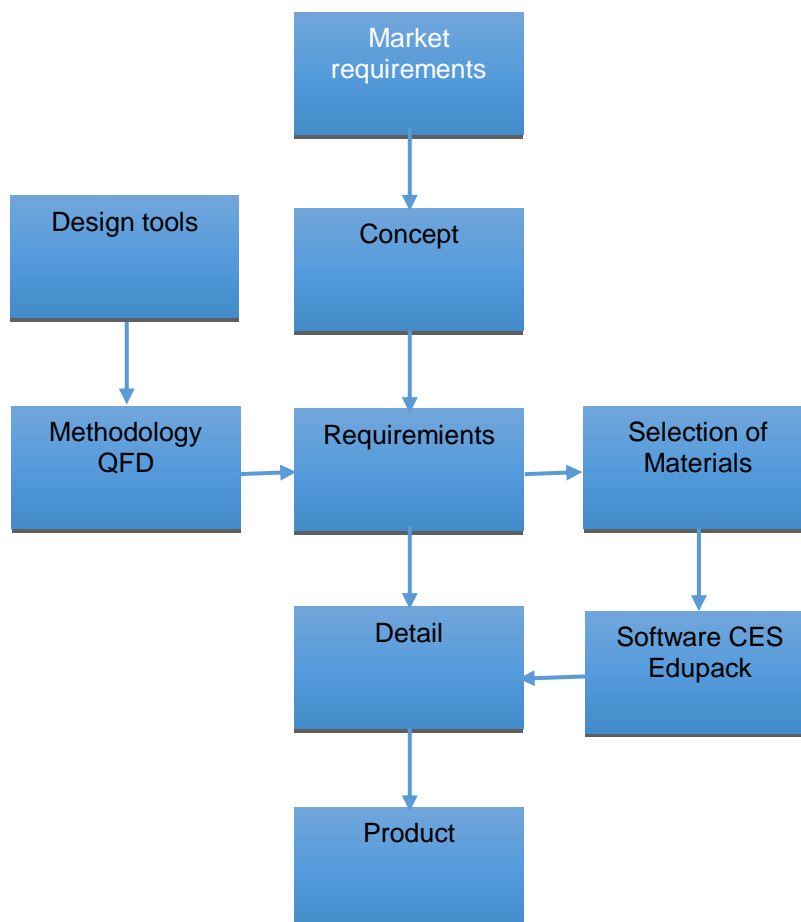 Market
requirements
Design tools
Concept
Methodology
QFD
Requiremients
Selection of
Materials
Detail
Software CES
Edupack
Product